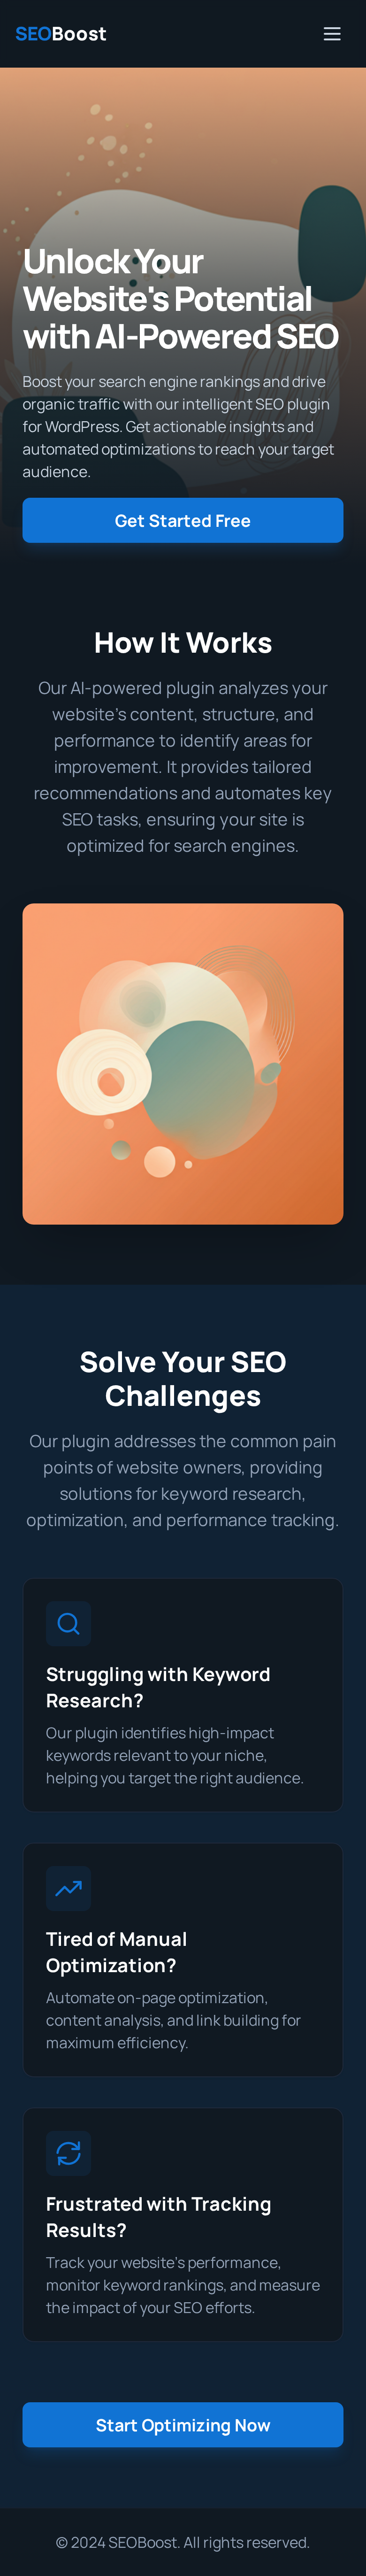 SEOBoost
Unlock Your
Website's Potential
with AI-Powered SEO
Boost your search engine rankings and drive
organic traffic with our intelligent SEO plugin
for WordPress. Get actionable insights and
automated optimizations to reach your target
audience.
Get Started Free
How It Works
Our AI-powered plugin analyzes your
website's content, structure, and
performance to identify areas for
improvement. It provides tailored
recommendations and automates key
SEO tasks, ensuring your site is
optimized for search engines.
Solve Your SEO
Challenges
Our plugin addresses the common pain
points of website owners, providing
solutions for keyword research,
optimization, and performance tracking.
Struggling with Keyword
Research?
Our plugin identifies high-impact
keywords relevant to your niche,
helping you target the right audience.
Tired of Manual
Optimization?
Automate on-page optimization,
content analysis, and link building for
maximum efficiency.
Frustrated with Tracking
Results?
Track your website's performance,
monitor keyword rankings, and measure
the impact of your SEO efforts.
Start Optimizing Now
© 2024 SEOBoost. All rights reserved.